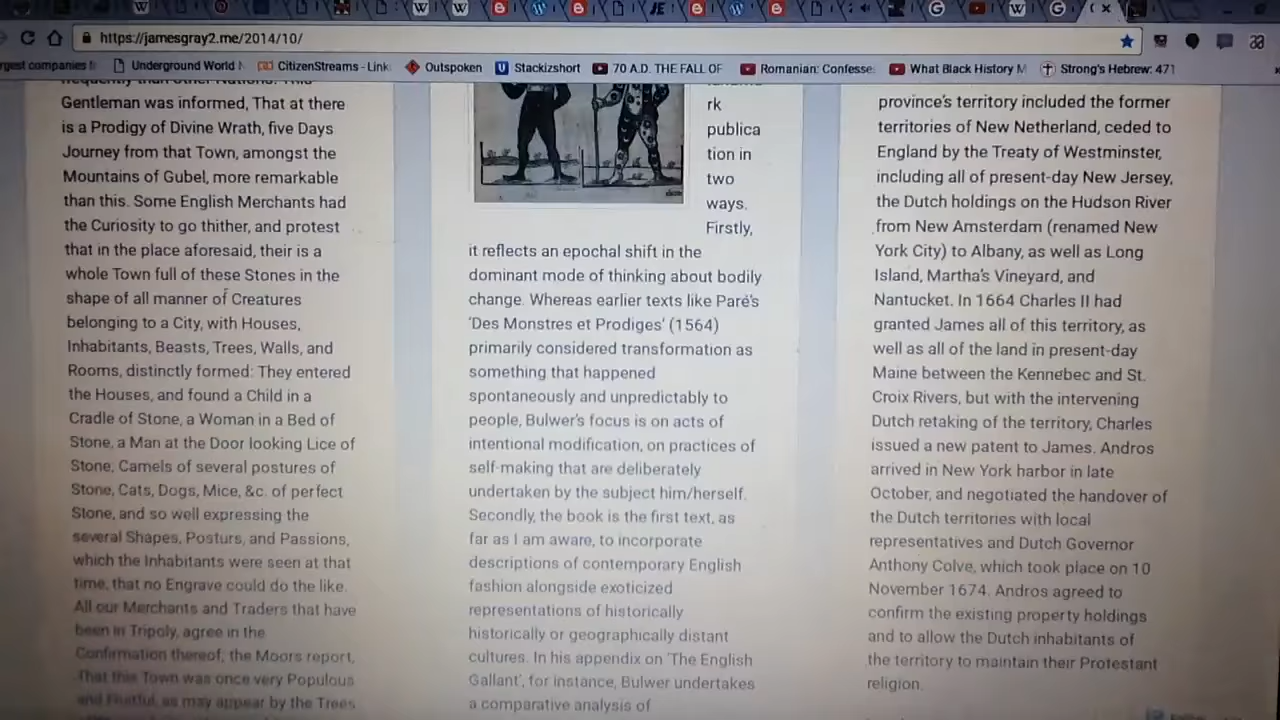 https://jamesgray2.me/2014/10/
rgest companies
Underground World
CitizenStreams - Link
Outspoken
Stackizshort
70 A.D. THE FALL OF
Romanian: Confesse
What Black History M
Strong's Hebrew: 471
frequently than other Nations. This
Gentleman was informed, That at there
is a Prodigy of Divine Wrath, five Days
Journey from that Town, amongst the
Mountains of Gubel, more remarkable
than this. Some English Merchants had
the Curiosity to go thither, and protest
that in the place aforesaid, their is a
whole Town full of these Stones in the
shape of all manner of Creatures
belonging to a City, with Houses,
Inhabitants, Beasts, Trees, Walls, and
Rooms, distinctly formed: They entered
the Houses, and found a Child in a
Cradle of Stone, a Woman in a Bed of
Stone, a Man at the Door looking Lice of
Stone, Camels of several postures of
Stone, Cats, Dogs, Mice, &c. of perfect
Stone, and so well expressing the
several Shapes, Posturs, and Passions,
which the Inhabitants were seen at that
time, that no Engrave could do the like.
All our Merchants and Traders that have
been in Tripoly, agree in the
Confirmation thereof; the Moors report,
That this Town was once very Populous
and Fruitful, as may appear by the Trees
rk
publica
tion in
two
ways.
Firstly,
it reflects an epochal shift in the
dominant mode of thinking about bodily
change. Whereas earlier texts like Paré's
'Des Monstres et Prodiges' (1564)
primarily considered transformation as
something that happened
spontaneously and unpredictably to
people, Bulwer's focus is on acts of
intentional modification, on practices of
self-making that are deliberately
undertaken by the subject him/herself.
Secondly, the book is the first text, as
far as I am aware, to incorporate
descriptions of contemporary English
fashion alongside exoticized
representations of historically
historically or geographically distant
cultures. In his appendix on 'The English
Gallant', for instance, Bulwer undertakes
a comparative analysis of
province's territory included the former
territories of New Netherland, ceded to
England by the Treaty of Westminster,
including all of present-day New Jersey,
the Dutch holdings on the Hudson River
from New Amsterdam (renamed New
York City) to Albany, as well as Long
Island, Martha's Vineyard, and
Nantucket. In 1664 Charles II had
granted James all of this territory, as
well as all of the land in present-day
Maine between the Kennebec and St.
Croix Rivers, but with the intervening
Dutch retaking of the territory, Charles
issued a new patent to James. Andros
arrived in New York harbor in late
October, and negotiated the handover of
the Dutch territories with local
representatives and Dutch Governor
Anthony Colve, which took place on 10
November 1674. Andros agreed to
confirm the existing property holdings
and to allow the Dutch inhabitants of
the territory to maintain their Protestant
religion.